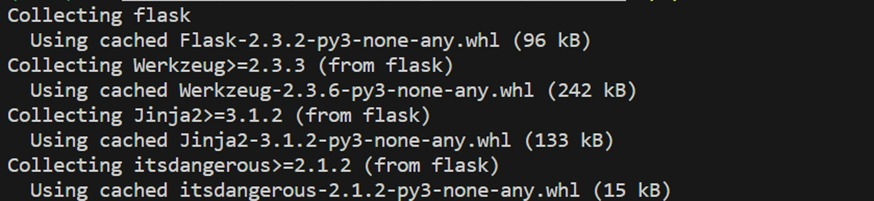 Collecting flask
Using cached Flask-2.3.2-py3-none-any.whl (96 kB)
Collecting Werkzeug>=2.3.3 (from flask)
Using cached Werkzeug-2.3.6-py3-none-any.whl (242 kB)
Collecting Jinja2>=3.1.2 (from flask)
Using cached Jinja2-3.1.2-py3-none-any.whl (133 kB)
Collecting itsdangerous>=2.1.2 (from flask)
Using cached itsdangerous-2.1.2-py3-none-any.whl (15 kB)